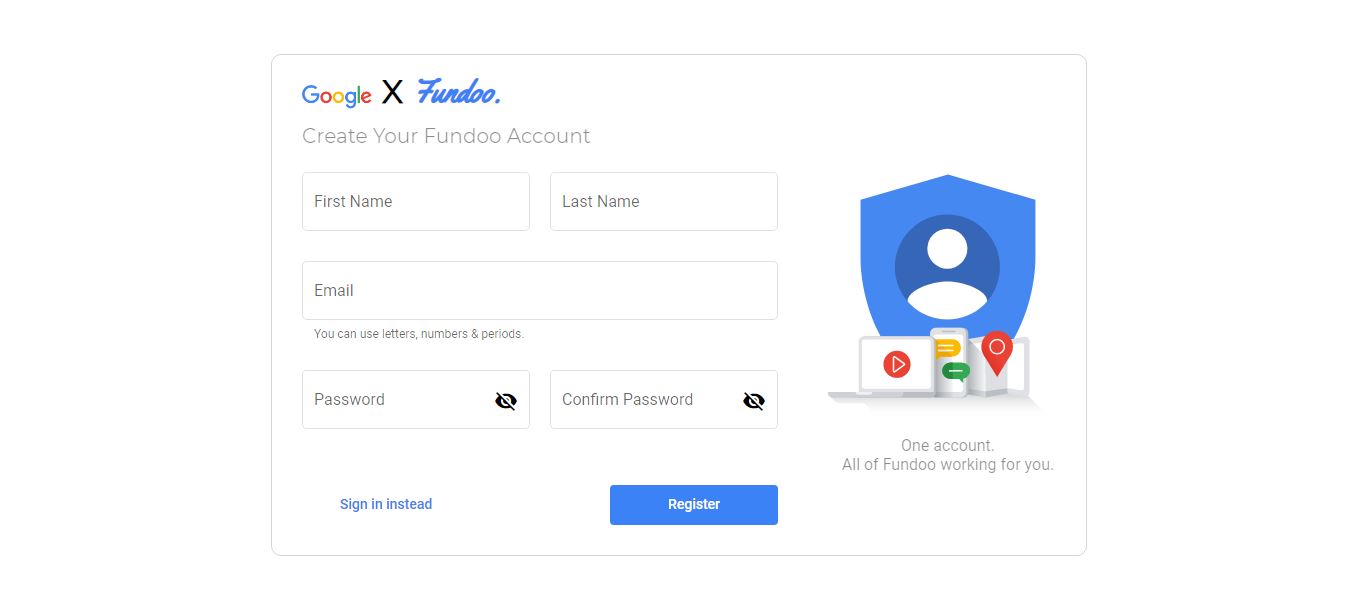 Google X Fundoo.
Create Your Fundoo Account
First Name Last Name
Email
You can use letters, numbers & periods.
Password Confirm Password
Sign in instead Register
One account.
All of Fundoo working for you.